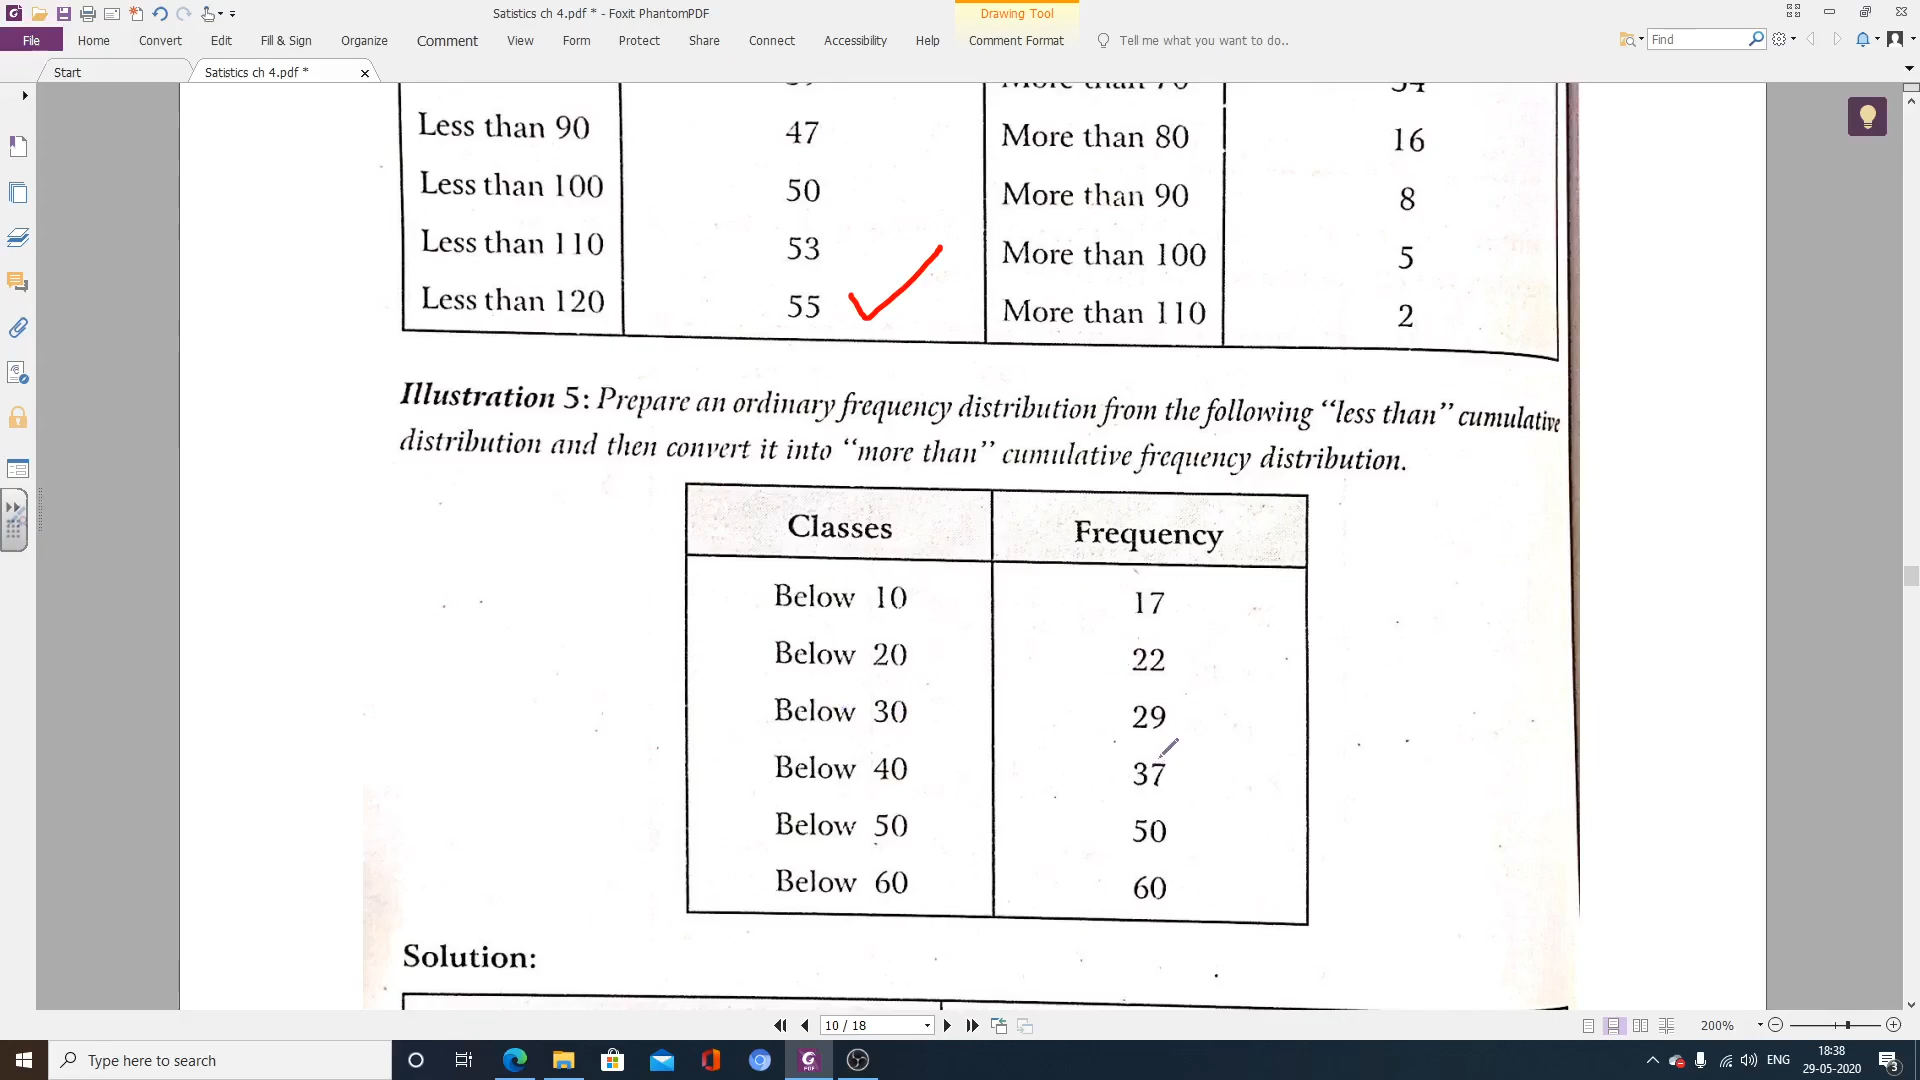 Satistics ch 4.pdf * - Foxit PhantomPDF
Drawing Tool
File Home Convert Edit Fill & Sign Organize Comment View Form Protect Share Connect Accessibility Help Comment Format Tell me what you want to do.. Find
Start Satistics ch 4.pdf *
More than 70 34
Less than 90 47 More than 80 16
Less than 100 50 More than 90 8
Less than 110 53 More than 100 5
Less than 120 55 More than 110 2
Illustration 5: Prepare an ordinary frequency distribution from the following “less than” cumulative
distribution and then convert it into “more than” cumulative frequency distribution.
Classes Frequency
Below 10 17
Below 20 22
Below 30 29
Below 40 37
Below 50 50
Below 60 60
Solution:
10 / 18 200%
Type here to search ENG 18:38
29-05-2020 3